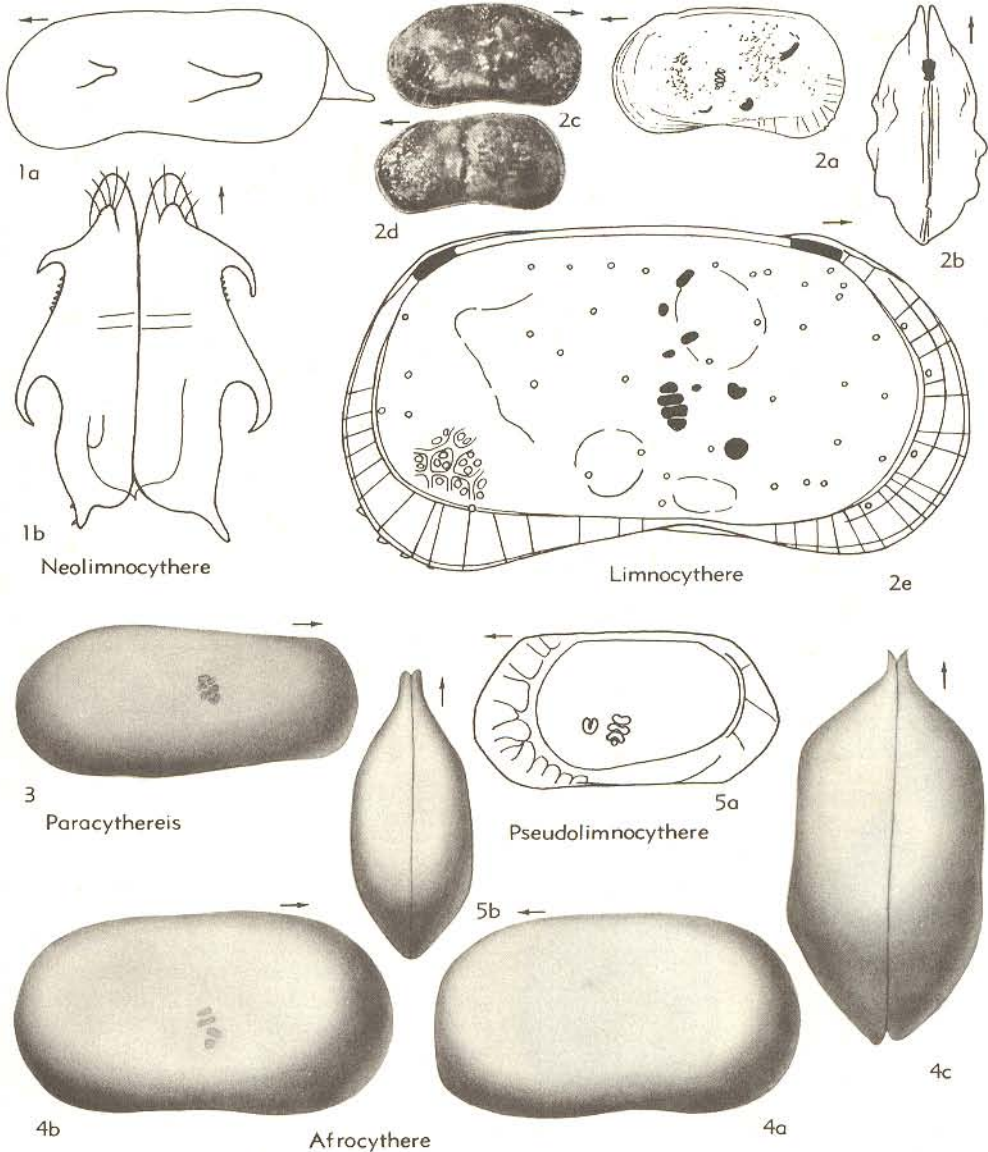 1a
2c
2a
2d
2b
1b
Neolimnocythere
Limnocythere
2e
3
Paracythereis
5a
Pseudolimnocythere
5b
4b
4a
4c
Afrocythere